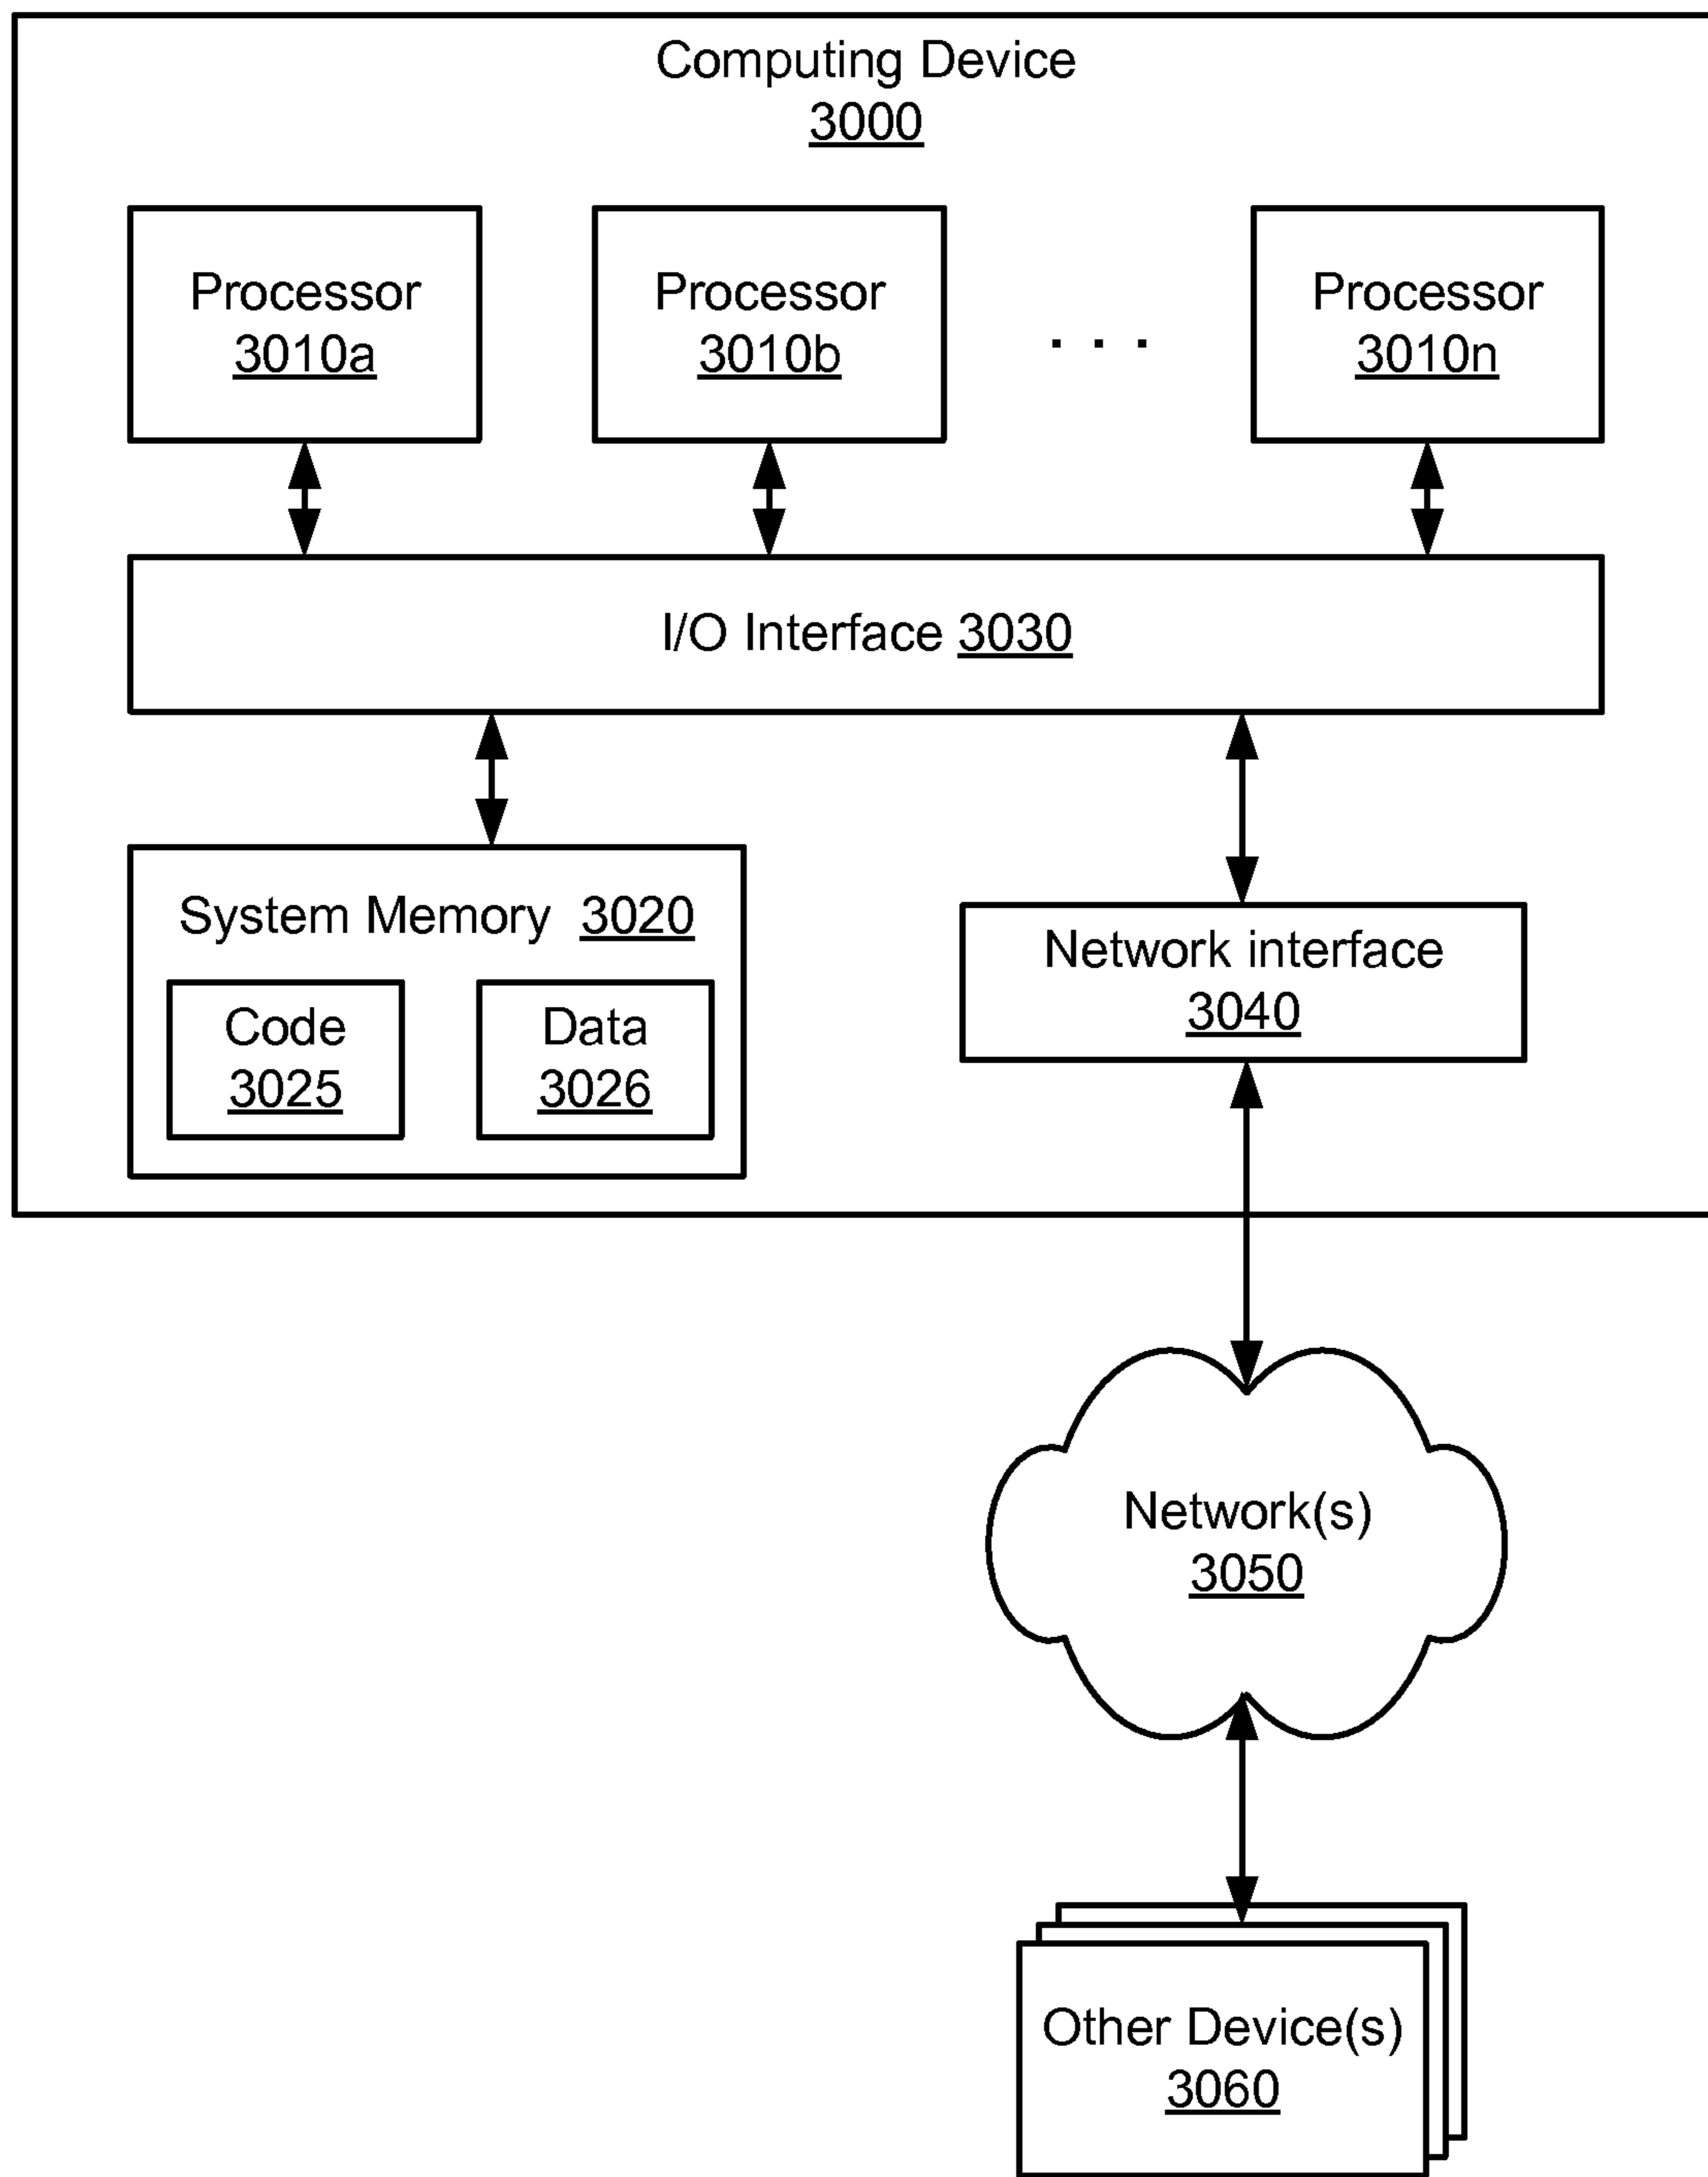 Computing Device
3000
Processor
3010a
Processor
3010b
. . .
Processor
3010n
I/O Interface 3030
System Memory 3020
Code
3025
Data
3026
Network interface
3040
Network(s)
3050
Other Device(s)
3060